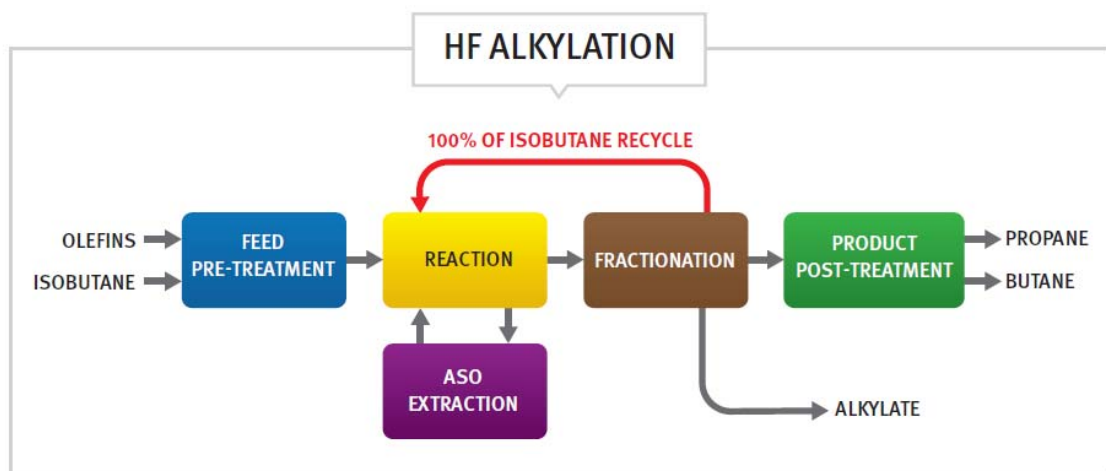 HF ALKYLATION
100% OF ISOBUTANE RECYCLE
OLEFINS
ISOBUTANE
FEED
PRE-TREATMENT
REACTION
FRACTIONATION
PRODUCT
POST-TREATMENT
PROPANE
BUTANE
ASO
EXTRACTION
ALKYLATE